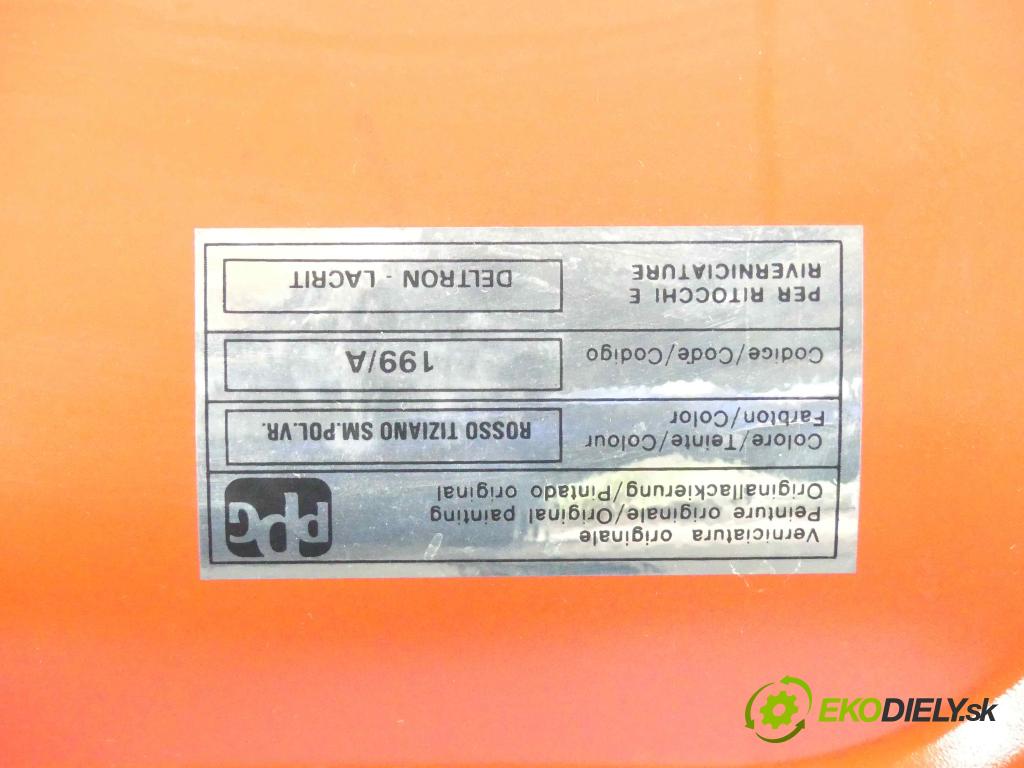 Verniciatura originale
Peinture originale/Original painting
Originallackierung/Pintado original
PPG
Colore/Teinte/Colour
Farbton/Color
ROSSO TIZIANO SM.POL.VR.
Codice/Code/Codigo
199/A
PER RITOCCHI E
RIVERNICIATURE
DELTRON - LACRIT
EKODIELY.sk